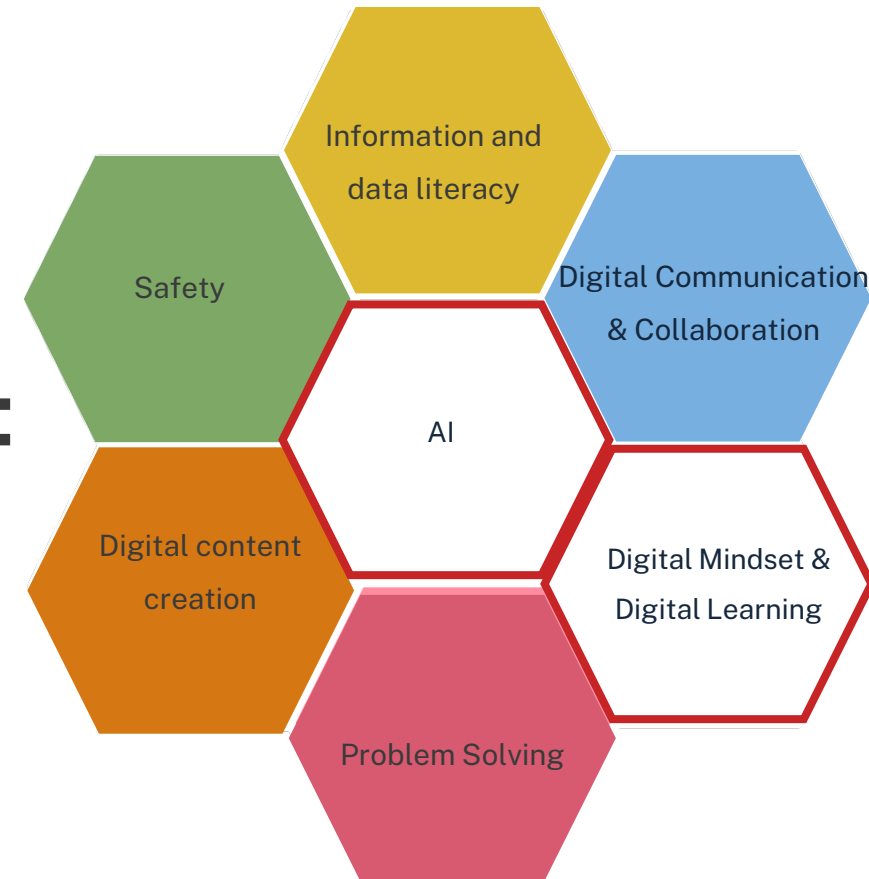 Information and
data literacy
Digital Communication
& Collaboration
Safety
AI
Digital content
creation
Digital Mindset &
Digital Learning
Problem Solving